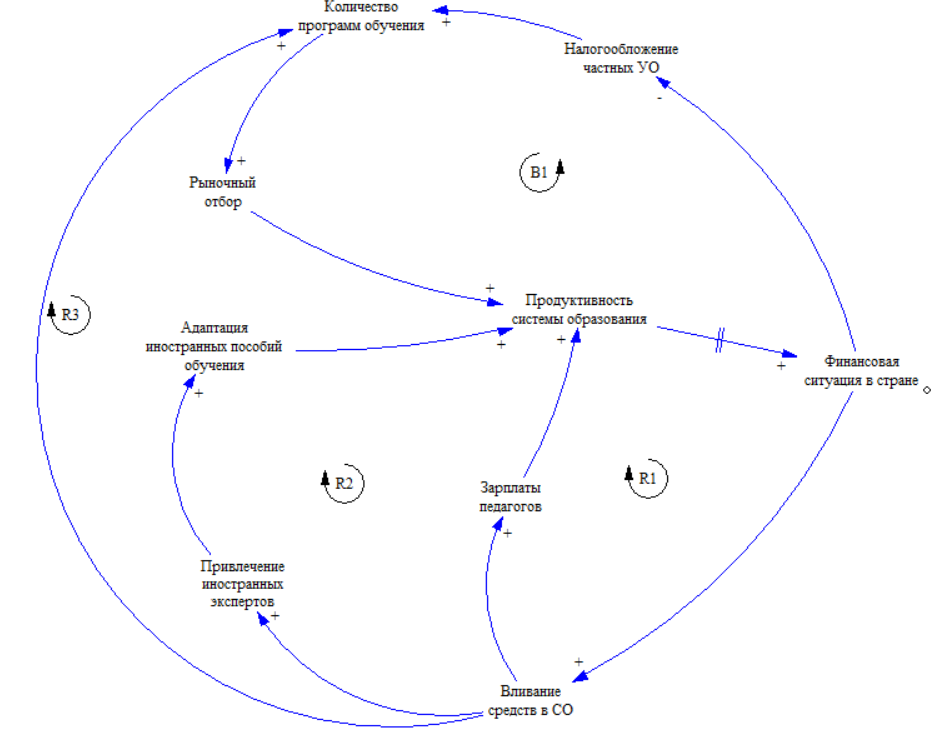 Количество
программ обучения
+
+
Налогообложение
частных УО
-
+
Рыночный
отбор
B1
+
Продуктивность
системы образования
+
+
R3
Адаптация
иностранных пособий
обучения
+
+
Финансовая
ситуация в стране
R2
R1
Зарплаты
педагогов
+
Привлечение
иностранных
экспертов
+
+
Вливание
средств в СО